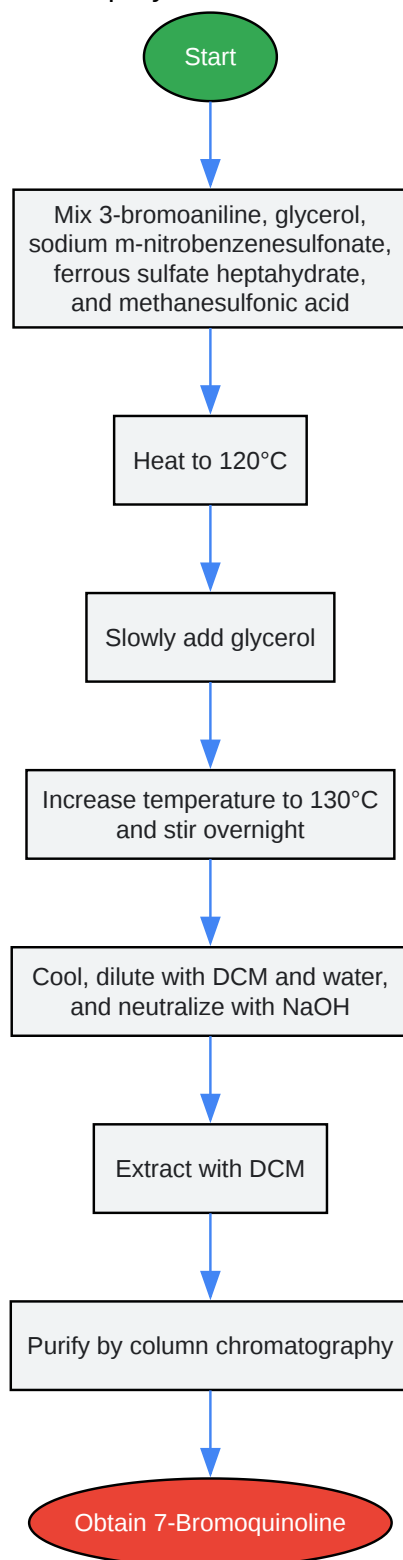 Start
Mix 3-bromoaniline, glycerol,
sodium m-nitrobenzenesulfonate,
ferrous sulfate heptahydrate,
and methanesulfonic acid
Heat to 120°C
Slowly add glycerol
Increase temperature to 130°C
and stir overnight
Cool, dilute with DCM and water,
and neutralize with NaOH
Extract with DCM
Purify by column chromatography
Obtain 7-Bromoquinoline